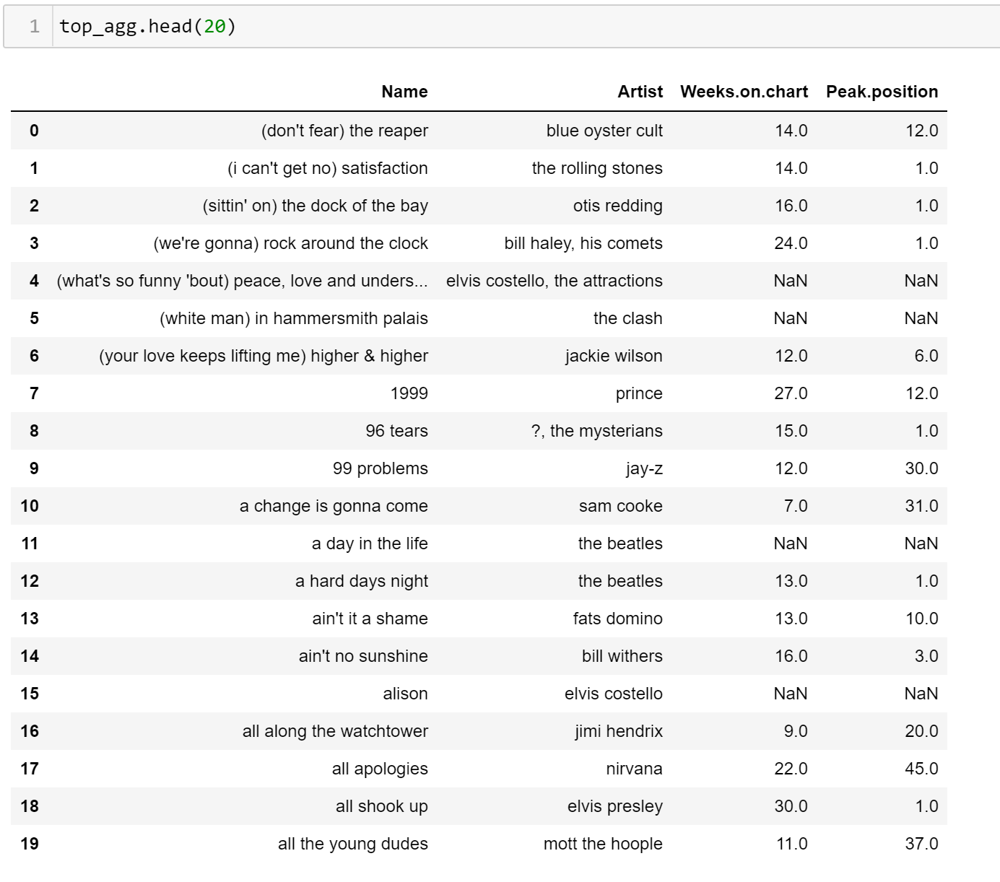 1 top_agg.head(20)
Name Artist Weeks.on.chart Peak.position
0 (don't fear) the reaper blue oyster cult 14.0 12.0
1 (i can't get no) satisfaction the rolling stones 14.0 1.0
2 (sittin' on) the dock of the bay otis redding 16.0 1.0
3 (we're gonna) rock around the clock bill haley, his comets 24.0 1.0
4 (what's so funny 'bout) peace, love and unders... elvis costello, the attractions NaN NaN
5 (white man) in hammersmith palais the clash NaN NaN
6 (your love keeps lifting me) higher & higher jackie wilson 12.0 6.0
7 1999 prince 27.0 12.0
8 96 tears ?, the mysterians 15.0 1.0
9 99 problems jay-z 12.0 30.0
10 a change is gonna come sam cooke 7.0 31.0
11 a day in the life the beatles NaN NaN
12 a hard days night the beatles 13.0 1.0
13 ain't it a shame fats domino 13.0 10.0
14 ain't no sunshine bill withers 16.0 3.0
15 alison elvis costello NaN NaN
16 all along the watchtower jimi hendrix 9.0 20.0
17 all apologies nirvana 22.0 45.0
18 all shook up elvis presley 30.0 1.0
19 all the young dudes mott the hoople 11.0 37.0